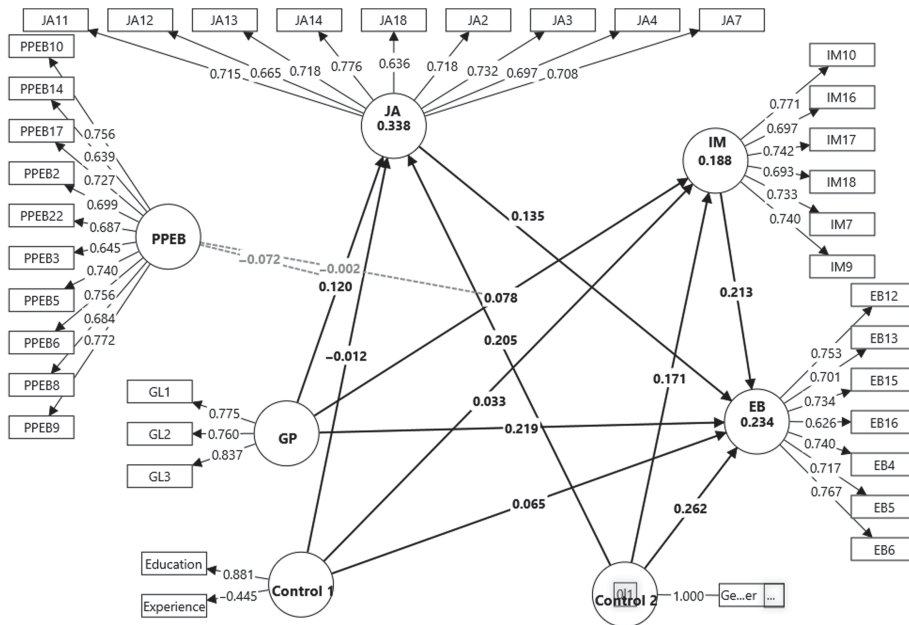 JA11 JA12 JA13 JA14 JA18 JA2 JA3 JA4 JA7
0.715 0.665 0.718 0.776 0.636 0.718 0.732 0.697 0.708
JA
0.338
PPEB10
PPEB14
PPEB17
PPEB2
PPEB22
PPEB3
PPEB5
PPEB6
PPEB8
PPEB9
0.756
0.639
0.727
0.699
0.687
0.645
0.740
0.756
0.684
0.772
PPEB
IM
0.188
0.771
0.697
0.742
0.693
0.733
0.740
IM10
IM16
IM17
IM18
IM7
IM9
−0.072
−0.002
0.120
0.078
0.135
0.213
−0.012
0.205
0.033
0.171
0.219
0.065
0.262
GL1
GL2
GL3
0.775
0.760
0.837
GP
EB
0.234
0.753
0.701
0.734
0.626
0.740
0.717
0.767
EB12
EB13
EB15
EB16
EB4
EB5
EB6
Education
Experience
0.881
−0.445
Control 1
Control 2
0|1
1.000
Ge...er ...